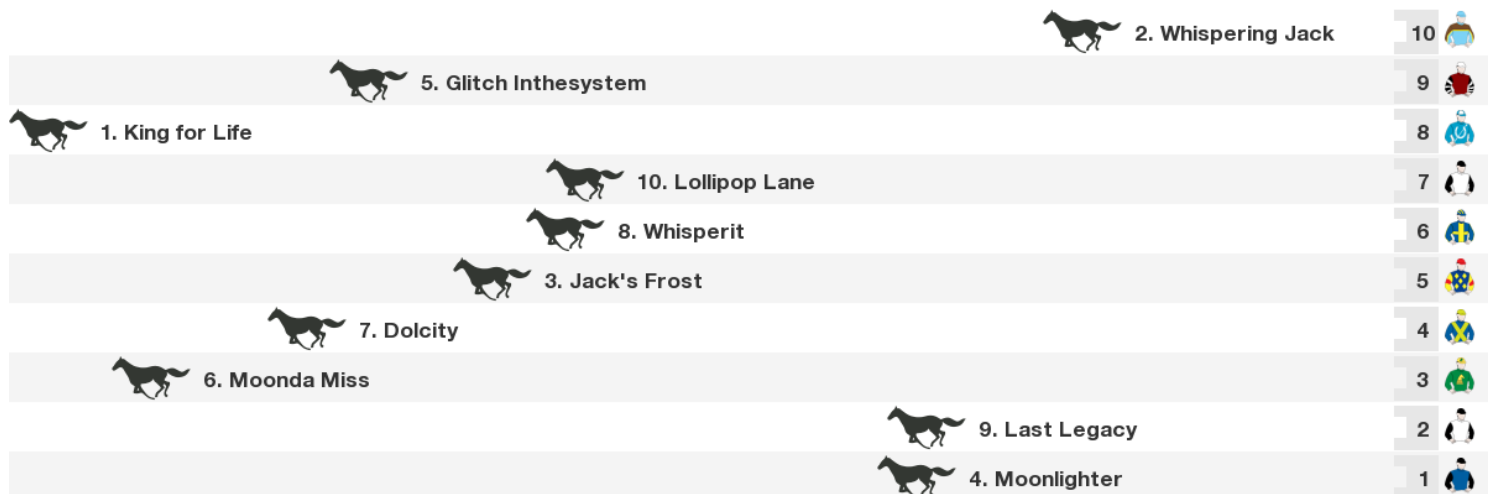 2. Whispering Jack 10
5. Glitch Inthesystem 9
1. King for Life 8
10. Lollipop Lane 7
8. Whisperit 6
3. Jack's Frost 5
7. Dolcity 4
6. Moonda Miss 3
9. Last Legacy 2
4. Moonlighter 1